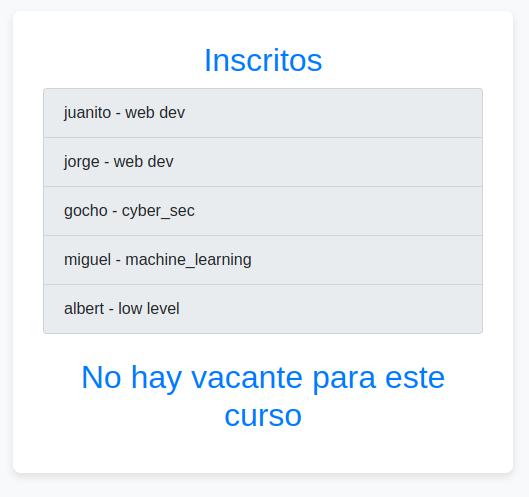 Inscritos
juanito - web dev
jorge - web dev
gocho - cyber_sec
miguel - machine_learning
albert - low level
No hay vacante para este
curso